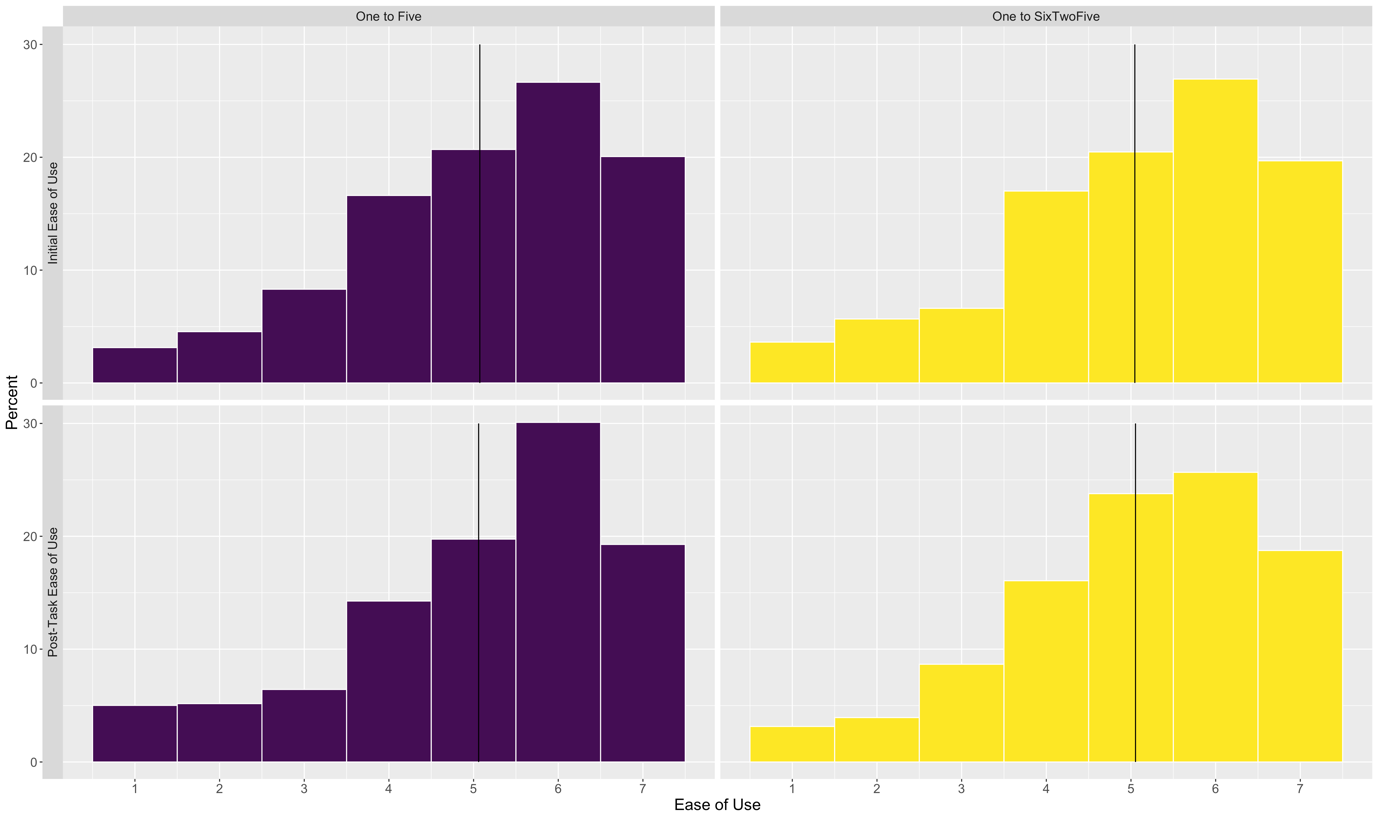 One to Five
One to SixTwoFive
30
20
10
0
Initial Ease of Use
Percent
30
20
10
0
Post-Task Ease of Use
1 2 3 4 5 6 7
1 2 3 4 5 6 7
Ease of Use